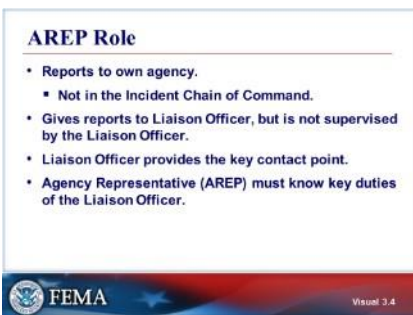 AREP Role
• Reports to own agency.
▪ Not in the Incident Chain of Command.
• Gives reports to Liaison Officer, but is not supervised
by the Liaison Officer.
• Liaison Officer provides the key contact point.
• Agency Representative (AREP) must know key duties
of the Liaison Officer.
FEMA
Visual 3.4